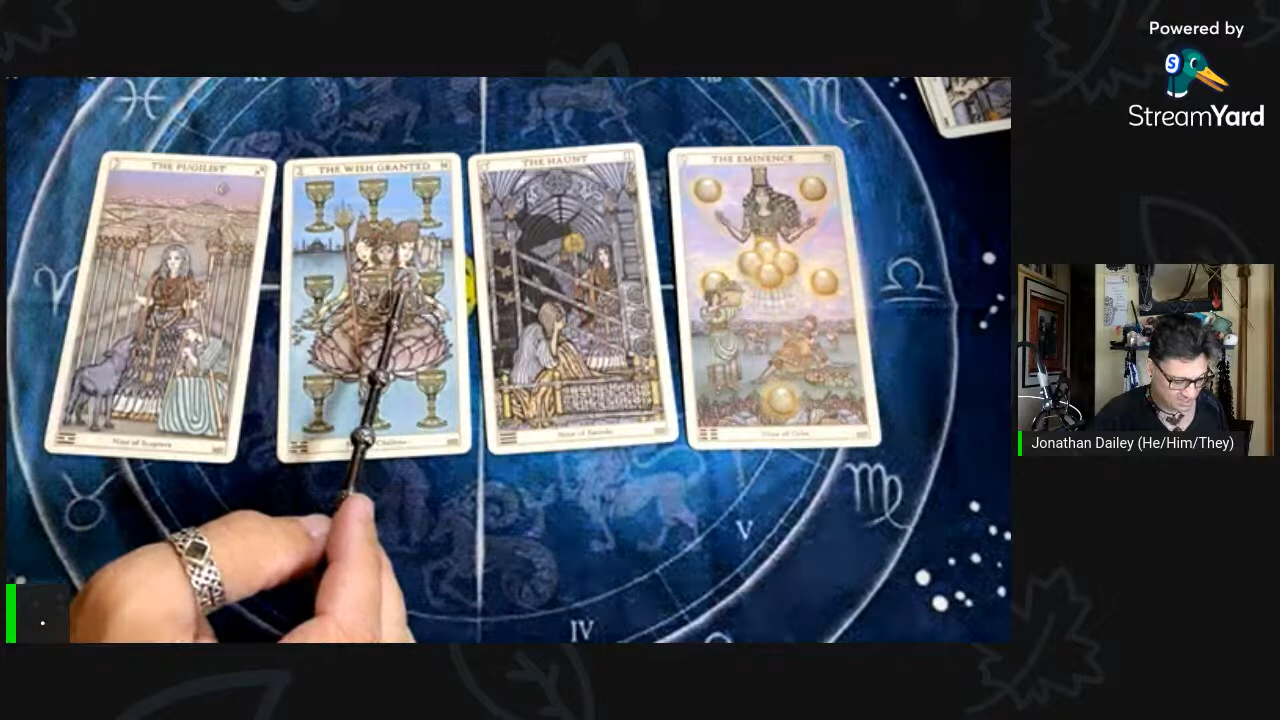 Powered by
StreamYard
THE PUGILIST
THE WISH GRANTED
THE HAUNT
THE EMINENCE
Nine of Scepters
Nine of Swords
Nine of Coins
V
IV
Jonathan Dailey (He/Him/They)